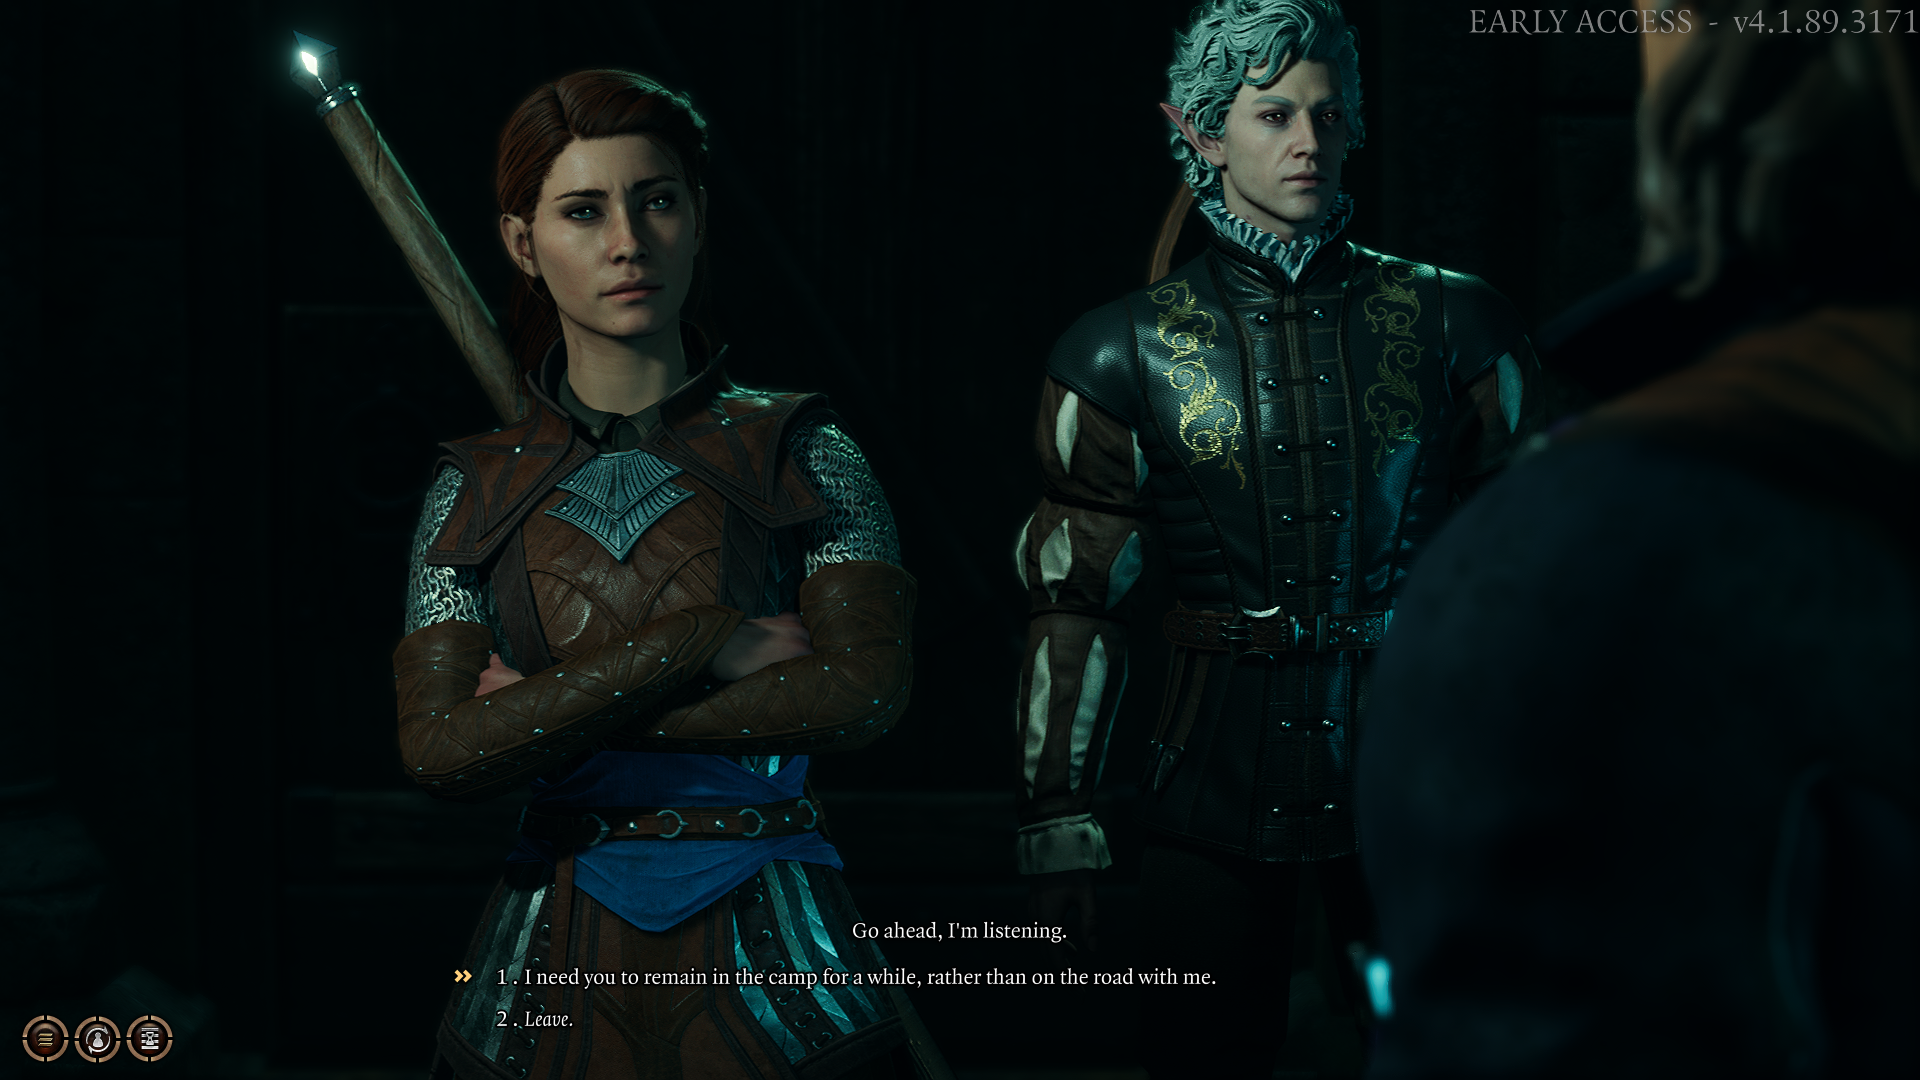 EARLY ACCESS - v4.1.89.3171
Go ahead, I'm listening.
1. I need you to remain in the camp for a while, rather than on the road with me.
2. Leave.